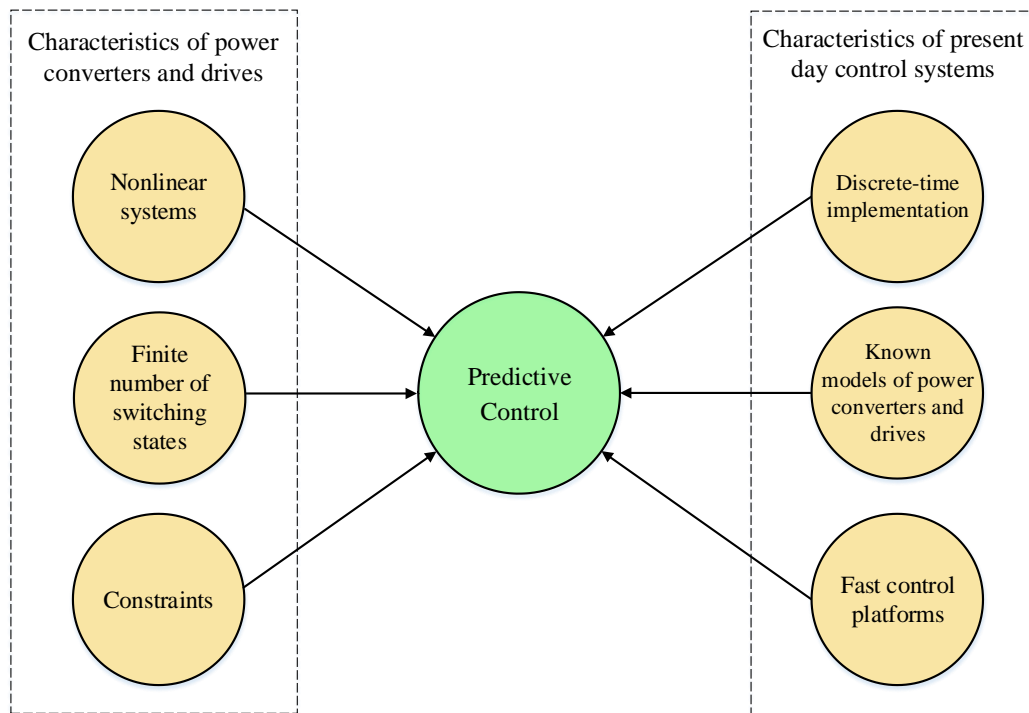 Characteristics of power
converters and drives
Nonlinear
systems
Finite
number of
switching
states
Constraints
Predictive
Control
Characteristics of present
day control systems
Discrete-time
implementation
Known
models of power
converters and
drives
Fast control
platforms